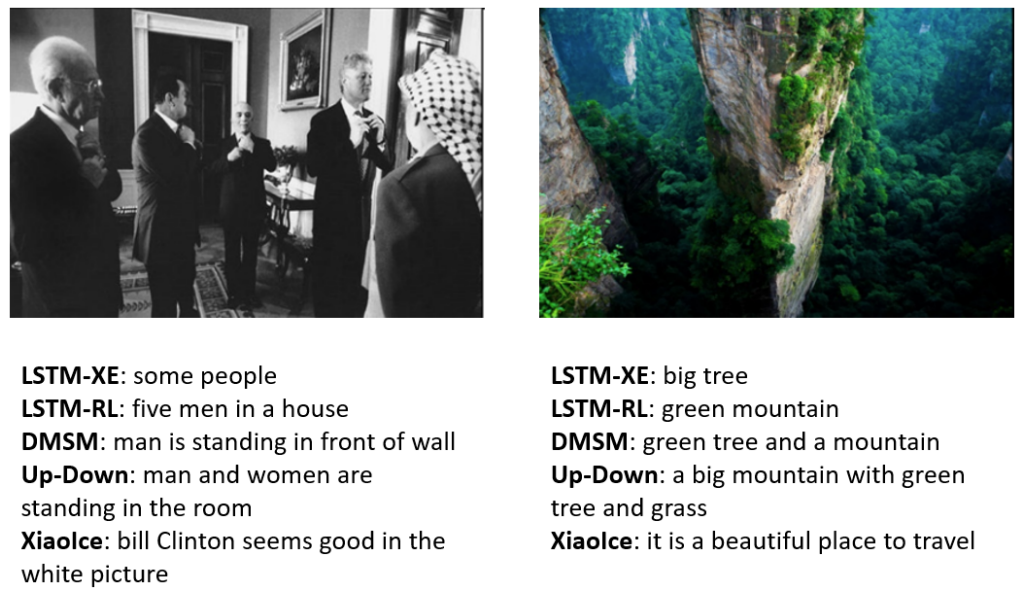 LSTM-XE: some people
LSTM-RL: five men in a house
DMSM: man is standing in front of wall
Up-Down: man and women are
standing in the room
XiaoIce: bill Clinton seems good in the
white picture
LSTM-XE: big tree
LSTM-RL: green mountain
DMSM: green tree and a mountain
Up-Down: a big mountain with green
tree and grass
XiaoIce: it is a beautiful place to travel